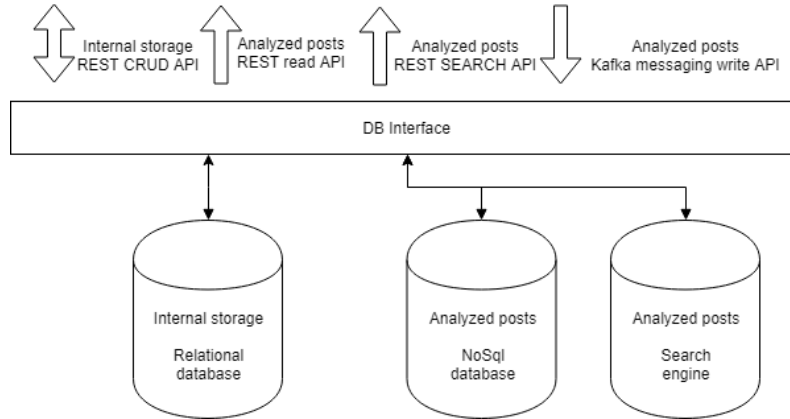 Internal storage
REST CRUD API
Analyzed posts
REST read API
Analyzed posts
REST SEARCH API
Analyzed posts
Kafka messaging write API
DB Interface
Internal storage
Relational
database
Analyzed posts
NoSql
database
Analyzed posts
Search
engine